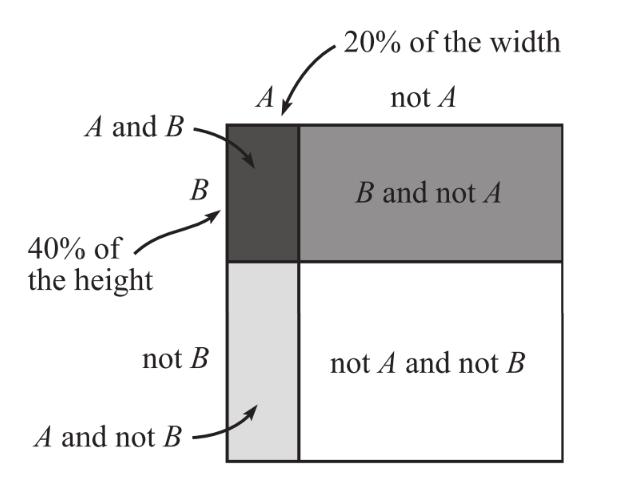 20% of the width
A
not A
A and B
B
B and not A
40% of
the height
not B
not A and not B
A and not B